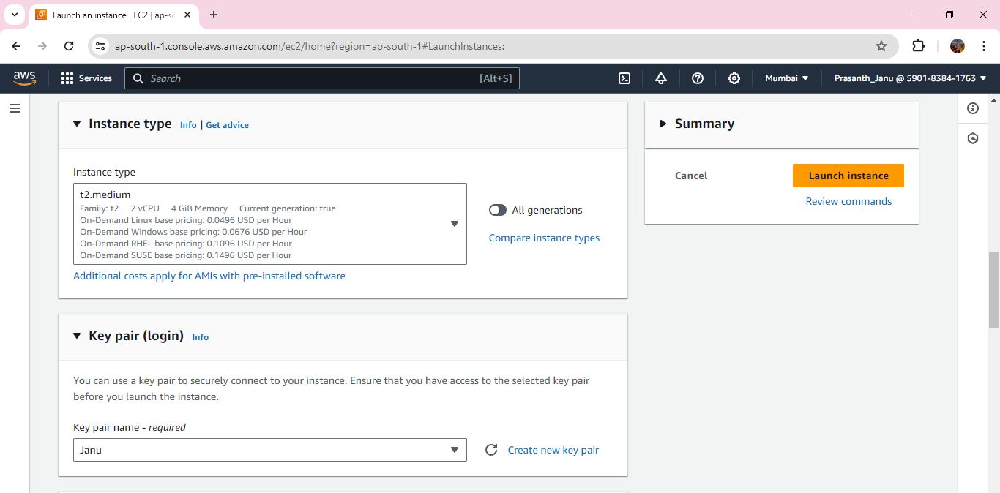 Launch an instance | EC2 | ap-sc
ap-south-1.console.aws.amazon.com/ec2/home?region=ap-south-1#LaunchInstances:
aws
Services
Search
[Alt+S]
Mumbai
Prasanth_Janu @ 5901-8384-1763
Instance type Info | Get advice
Instance type
t2.medium
Family: t2 2 vCPU 4 GiB Memory Current generation: true
On-Demand Linux base pricing: 0.0496 USD per Hour
On-Demand Windows base pricing: 0.0676 USD per Hour
On-Demand RHEL base pricing: 0.1096 USD per Hour
On-Demand SUSE base pricing: 0.1496 USD per Hour
All generations
Compare instance types
Additional costs apply for AMIs with pre-installed software
Key pair (login) Info
You can use a key pair to securely connect to your instance. Ensure that you have access to the selected key pair
before you launch the instance.
Key pair name - required
Janu
Create new key pair
Summary
Cancel
Launch instance
Review commands